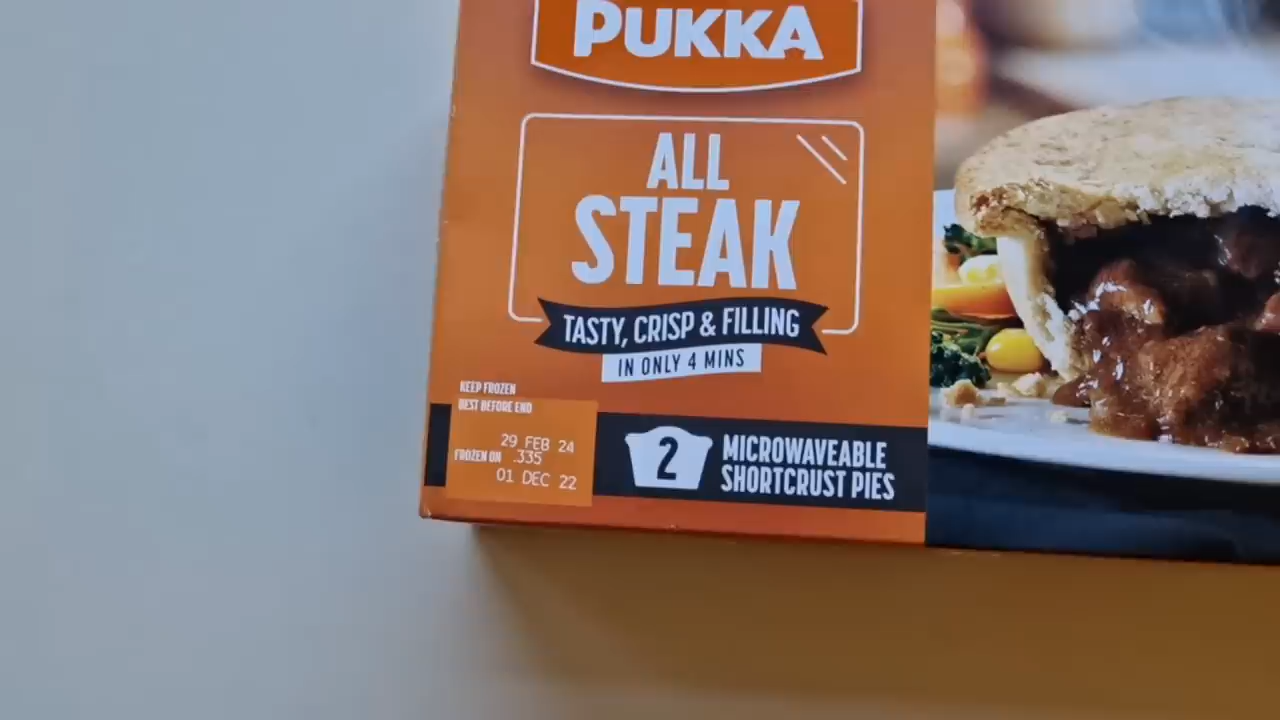 PUKKA
ALL
STEAK
TASTY, CRISP & FILLING
IN ONLY 4 MINS
KEEP FROZEN
BEST BEFORE END
29 FEB 24
FROZEN ON .335
01 DEC 22
2 MICROWAVEABLE
SHORTCRUST PIES